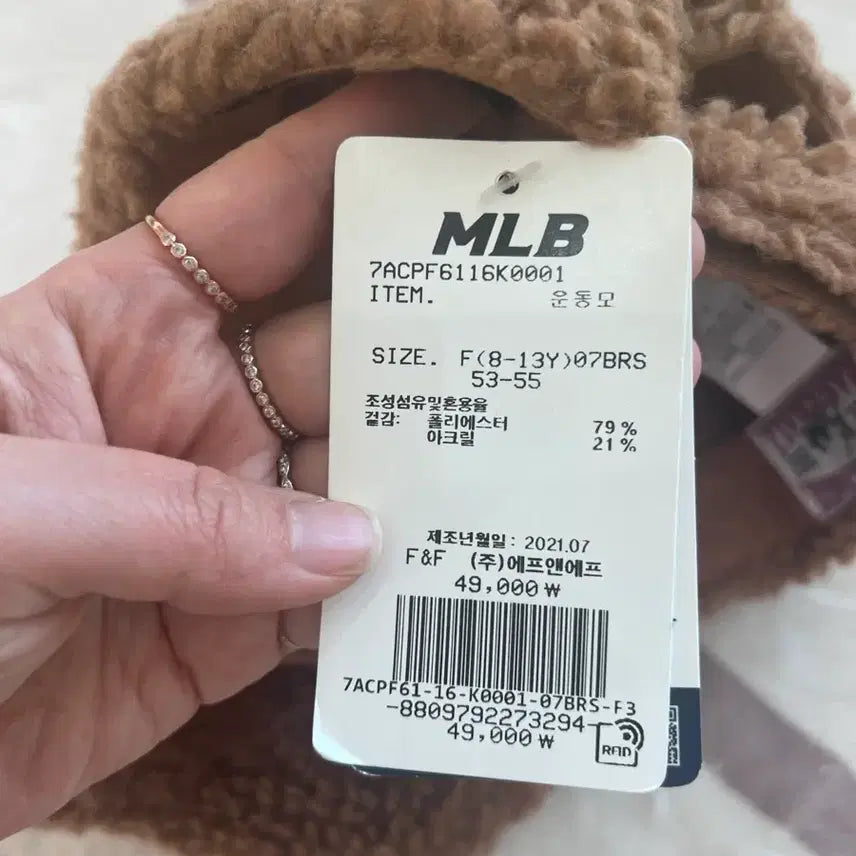 MLB
7ACPF6116K0001
ITEM. 운동모
SIZE. F(8-13Y)07BRS
53-55
조성섬유및혼용율
겉감: 폴리에스터 79 %
아크릴 21 %
제조년월일 : 2021.07
F&F (주)에프앤에프
49,000₩
7ACPF61-16-K0001-07BRS-F3
-8809792273294-
49,000₩
RFID